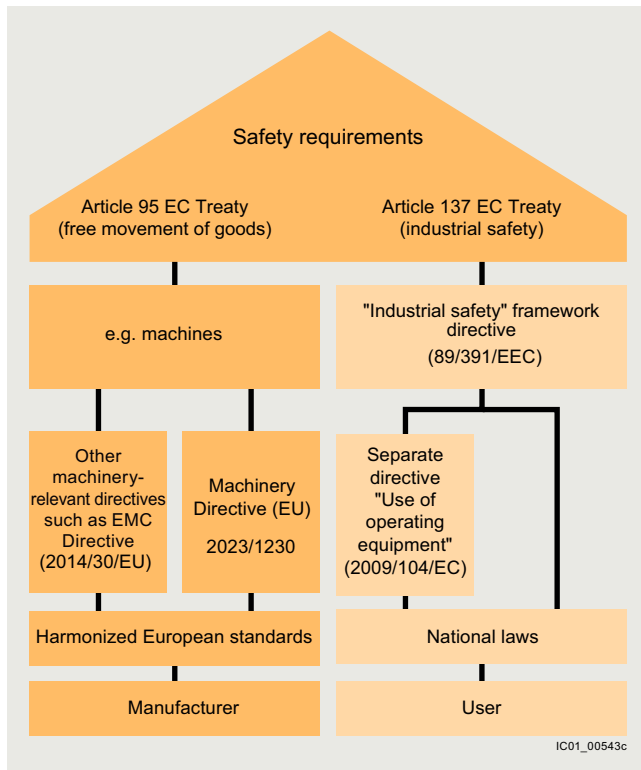 Safety requirements
Article 95 EC Treaty
(free movement of goods)
Article 137 EC Treaty
(industrial safety)
e.g. machines
"Industrial safety" framework
directive
(89/391/EEC)
Other
machinery-
relevant directives
such as EMC
Directive
(2014/30/EU)
Machinery
Directive (EU)
2023/1230
Separate
directive
"Use of
operating
equipment"
(2009/104/EC)
Harmonized European standards
National laws
Manufacturer
User
IC01_00543c